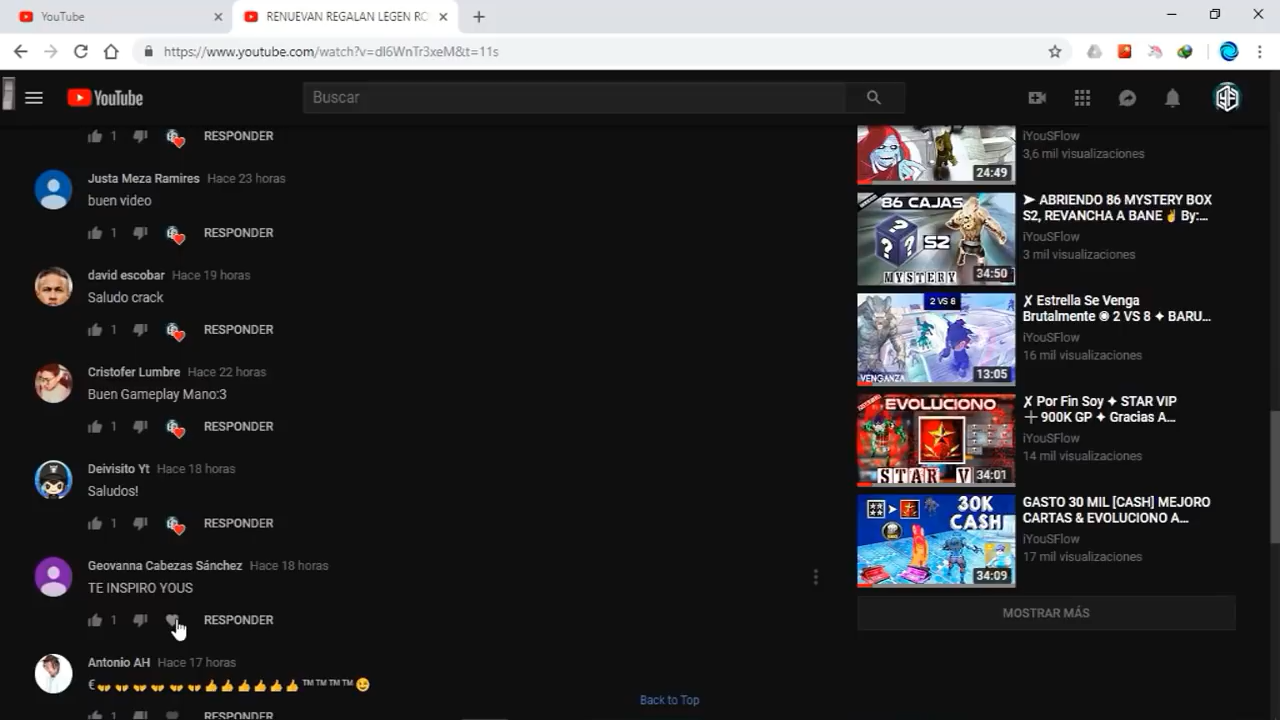 YouTube
RENUEVAN REGALAN LEGEN RO
https://www.youtube.com/watch?v=dI6WnTr3xeM&t=11s
YouTube
Buscar
1 RESPONDER
Justa Meza Ramires Hace 23 horas
buen video
1 RESPONDER
david escobar Hace 19 horas
Saludo crack
1 RESPONDER
Cristofer Lumbre Hace 22 horas
Buen Gameplay Mano:3
1 RESPONDER
Deivisito Yt Hace 18 horas
Saludos!
1 RESPONDER
Geovanna Cabezas Sánchez Hace 18 horas
TE INSPIRO YOUS
1 RESPONDER
Antonio AH Hace 17 horas
€👐👐👐👐👐👐👍👍👍👍👍👍™™™™😉
1 RESPONDER
Back to Top
24:49
iYouSFlow
3,6 mil visualizaciones
86 CAJAS
S2
MYSTERY
34:50
➤ ABRIENDO 86 MYSTERY BOX
S2, REVANCHA A BANE ✌ By:...
iYouSFlow
3 mil visualizaciones
2 VS 8
VENGANZA
13:05
✗ Estrella Se Venga
Brutalmente ◉ 2 VS 8 ✦ BARU...
iYouSFlow
16 mil visualizaciones
EVOLUCIONO
STAR V
34:01
✗ Por Fin Soy ✦ STAR VIP
┼ 900K GP ✦ Gracias A...
iYouSFlow
14 mil visualizaciones
30K
CASH
34:09
GASTO 30 MIL [CASH] MEJORO
CARTAS & EVOLUCIONO A...
iYouSFlow
17 mil visualizaciones
MOSTRAR MÁS